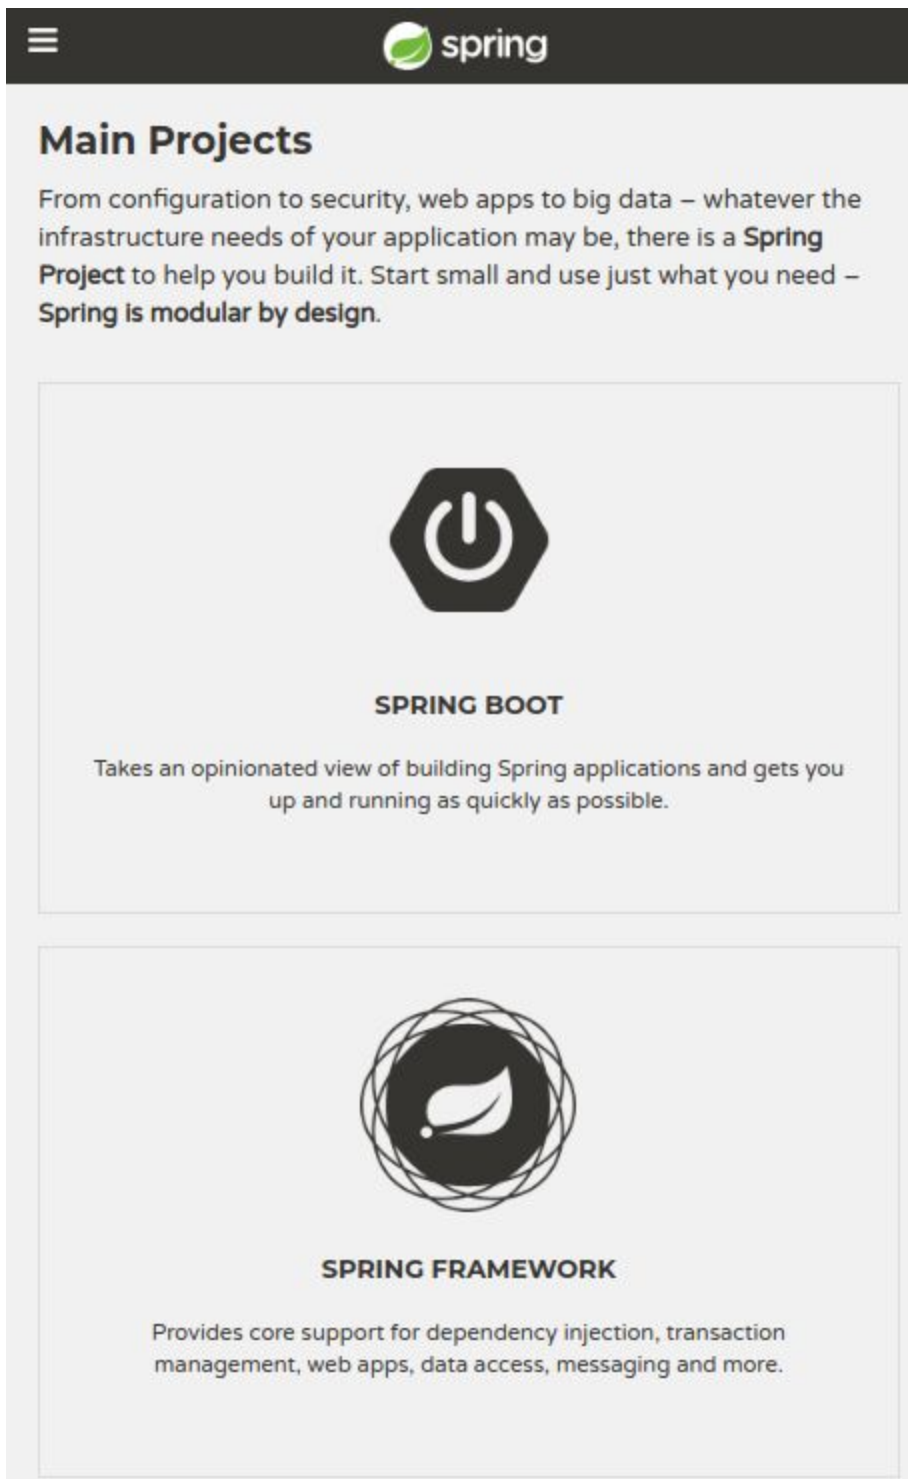 spring
Main Projects
From configuration to security, web apps to big data – whatever the
infrastructure needs of your application may be, there is a Spring
Project to help you build it. Start small and use just what you need –
Spring is modular by design.
SPRING BOOT
Takes an opinionated view of building Spring applications and gets you
up and running as quickly as possible.
SPRING FRAMEWORK
Provides core support for dependency injection, transaction
management, web apps, data access, messaging and more.